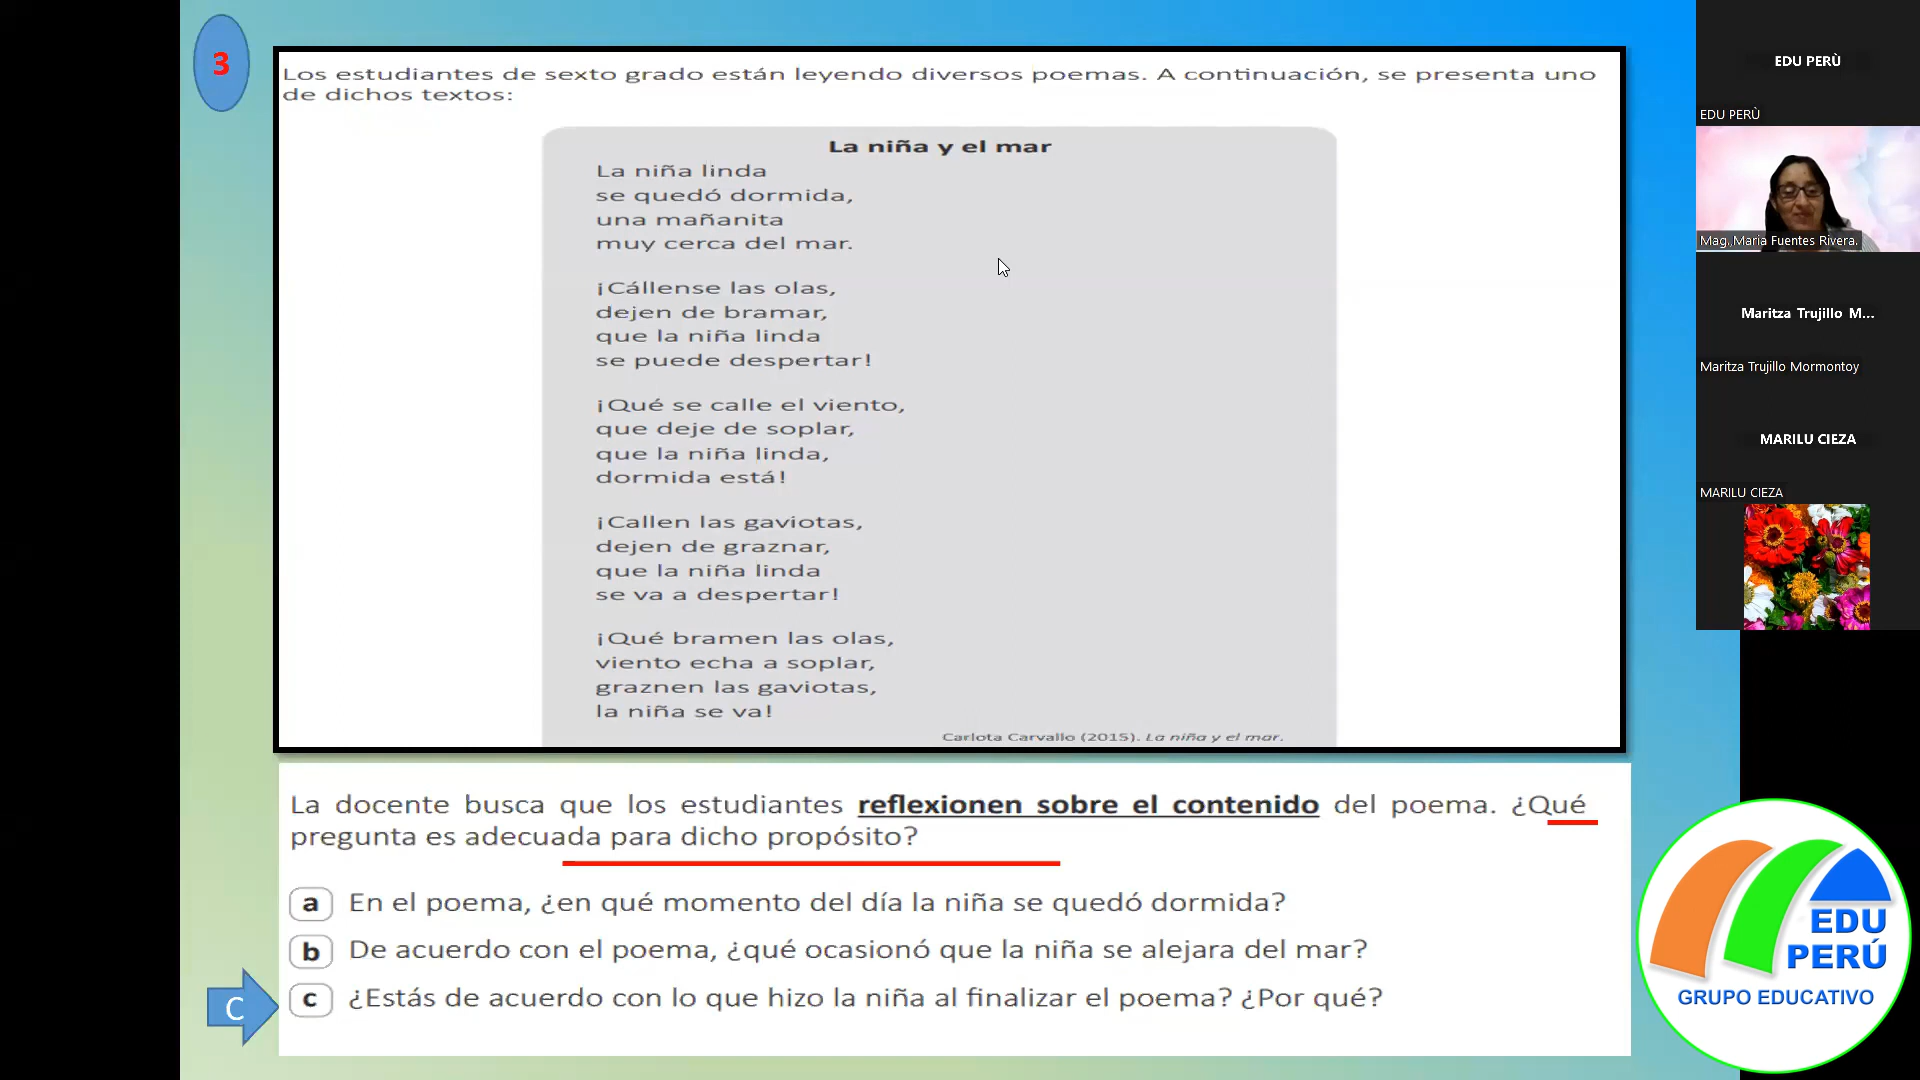 3
Los estudiantes de sexto grado están leyendo diversos poemas. A continuación, se presenta uno
de dichos textos:
La niña y el mar
La niña linda
se quedó dormida,
una mañanita
muy cerca del mar.
¡Cállense las olas,
dejen de bramar,
que la niña linda
se puede despertar!
¡Qué se calle el viento,
que deje de soplar,
que la niña linda,
dormida está!
¡Callen las gaviotas,
dejen de graznar,
que la niña linda
se va a despertar!
¡Qué bramen las olas,
viento echa a soplar,
graznen las gaviotas,
la niña se va!
Carlota Carvallo (2015). La niña y el mar.
La docente busca que los estudiantes reflexionen sobre el contenido del poema. ¿Qué
pregunta es adecuada para dicho propósito?
a En el poema, ¿en qué momento del día la niña se quedó dormida?
b De acuerdo con el poema, ¿qué ocasionó que la niña se alejara del mar?
C
c ¿Estás de acuerdo con lo que hizo la niña al finalizar el poema? ¿Por qué?
EDU PERÙ
EDU PERÙ
Mag. Maria Fuentes Rivera.
Maritza Trujillo M...
Maritza Trujillo Mormontoy
MARILU CIEZA
MARILU CIEZA
EDU
PERÚ
GRUPO EDUCATIVO